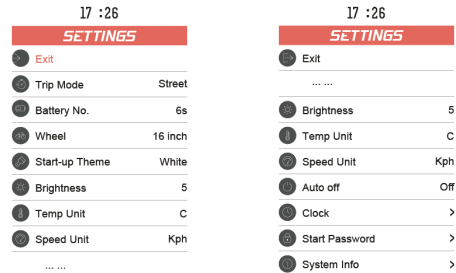 17 :26
SETTINGS
Exit
Trip Mode Street
Battery No. 6s
Wheel 16 inch
Start-up Theme White
Brightness 5
Temp Unit C
Speed Unit Kph
... ...
17 :26
SETTINGS
Exit
... ...
Brightness 5
Temp Unit C
Speed Unit Kph
Auto off Off
Clock >
Start Password >
System Info >